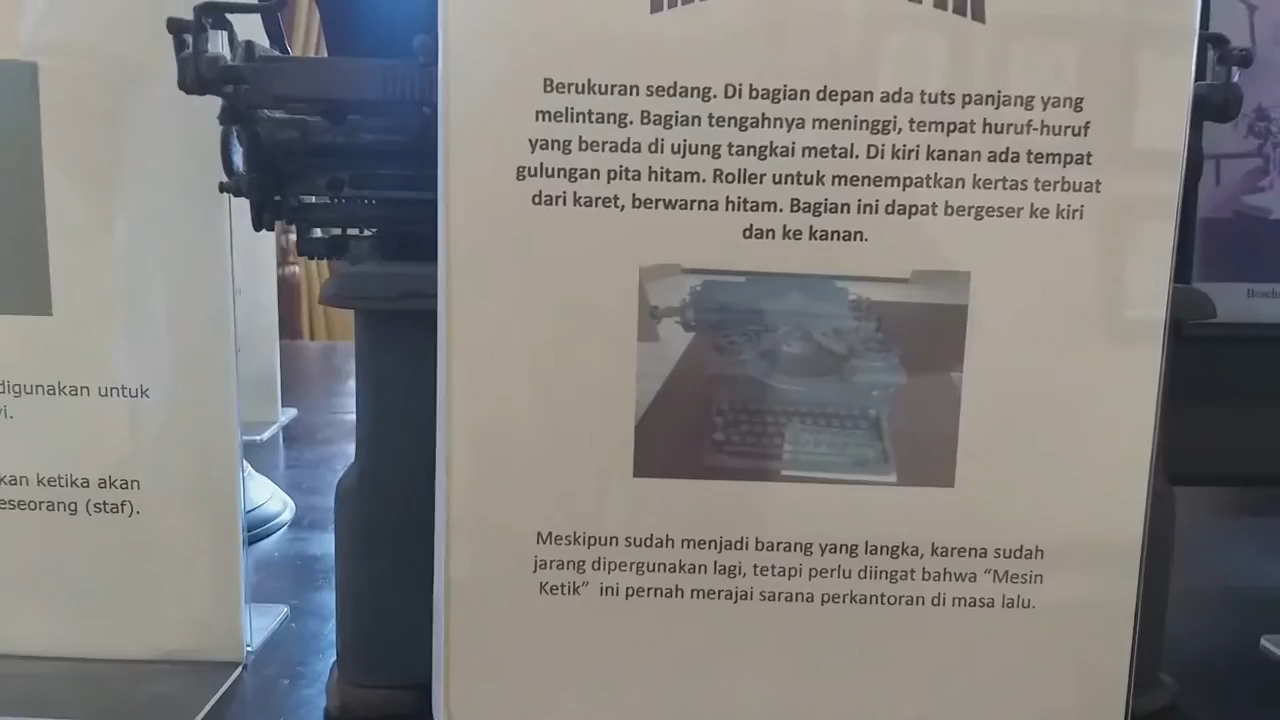 Berukuran sedang. Di bagian depan ada tuts panjang yang
melintang. Bagian tengahnya meninggi, tempat huruf-huruf
yang berada di ujung tangkai metal. Di kiri kanan ada tempat
gulungan pita hitam. Roller untuk menempatkan kertas terbuat
dari karet, berwarna hitam. Bagian ini dapat bergeser ke kiri
dan ke kanan.
Meskipun sudah menjadi barang yang langka, karena sudah
jarang dipergunakan lagi, tetapi perlu diingat bahwa “Mesin
Ketik” ini pernah merajai sarana perkantoran di masa lalu.
digunakan untuk
ketika akan
(staf).